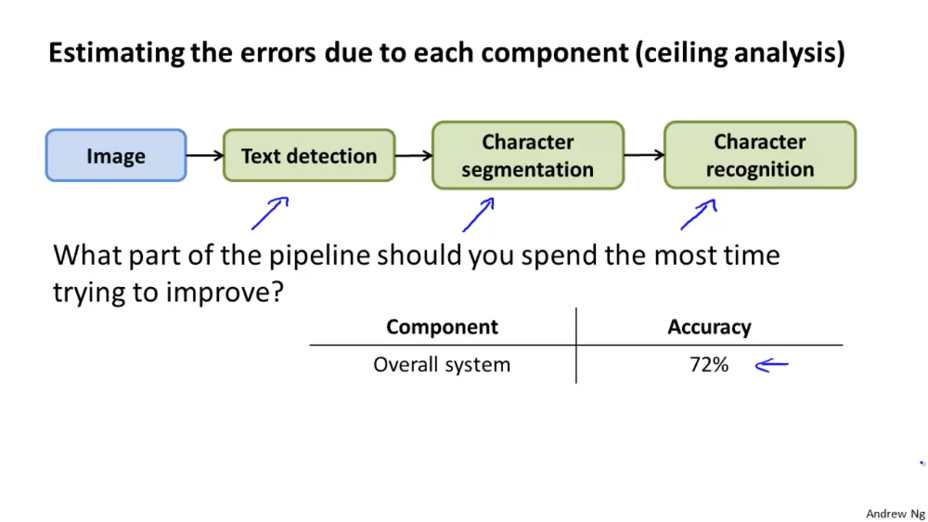 Estimating the errors due to each component (ceiling analysis)
Image
Text detection
Character
segmentation
Character
recognition
What part of the pipeline should you spend the most time
trying to improve?
Component Accuracy
Overall system 72%
Andrew Ng